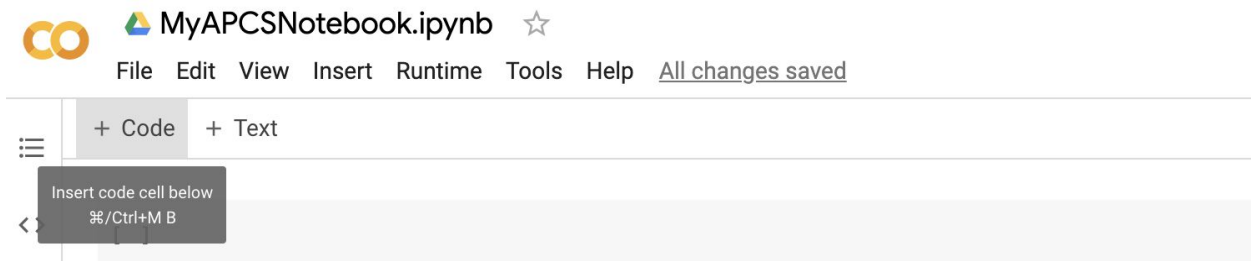 MyAPCSNotebook.ipynb
File Edit View Insert Runtime Tools Help All changes saved
+ Code + Text
Insert code cell below
⌘/Ctrl+M B
[ ]